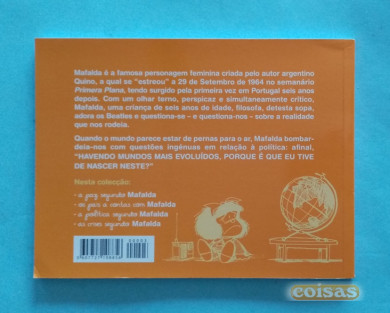 Mafalda é a famosa personagem feminina criada pelo autor argentino
Quino, a qual se "estreou" a 29 de Setembro de 1964 no semanário
Primera Plana, tendo surgido pela primeira vez em Portugal seis anos
depois. Com um olhar terno, perspicaz e simultaneamente crítico,
Mafalda, uma criança de seis anos de idade, filosofa, detesta sopa,
adora os Beatles e questiona-se – e questiona-nos – sobre a realidade
que nos rodeia.
Quando o mundo parece estar de pernas para o ar, Mafalda bombar-
deia-nos com questões ingénuas em relação à política: afinal,
"HAVENDO MUNDOS MAIS EVOLUÍDOS, PORQUE É QUE EU TIVE
DE NASCER NESTE?"
Nesta colecção:
- a paz segundo Mafalda
- os pais à conversa com Mafalda
- a política segundo Mafalda
- as segundo Mafalda
coisas